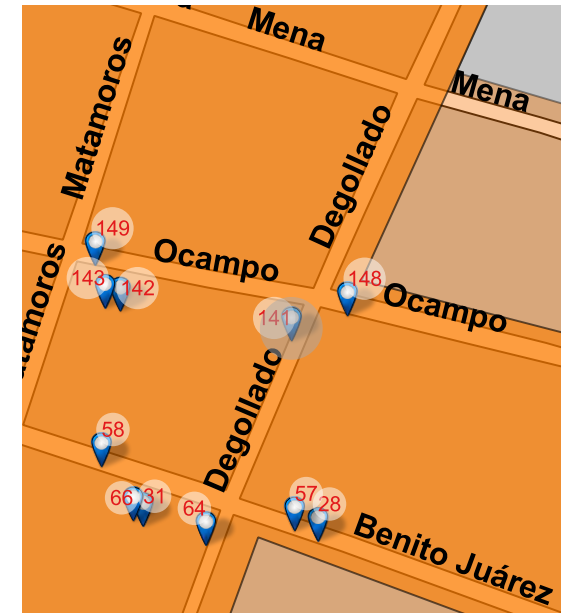 Mena
Mena
Matamoros
Degollado
149
Ocampo
148
143
142
Ocampo
141
tamoros
Degollado
58
66
31
64
57
28
Benito Juárez